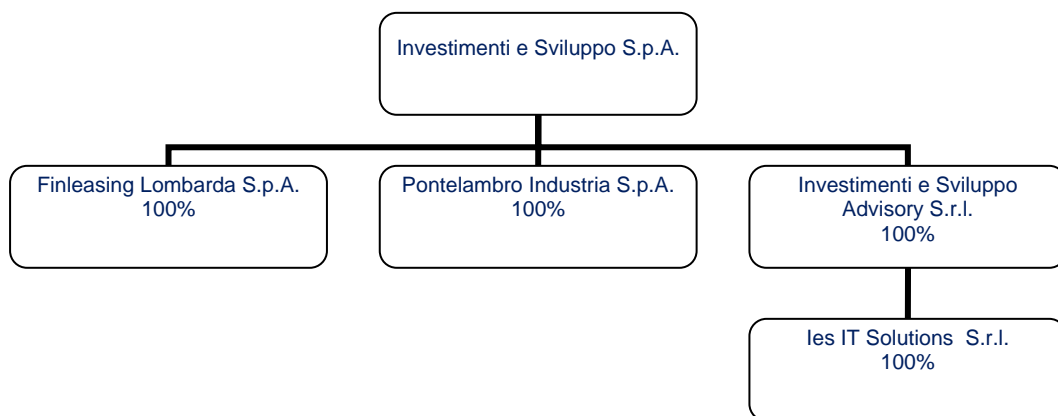 Investimenti e Sviluppo S.p.A.
Finleasing Lombarda S.p.A.
100%
Pontelambro Industria S.p.A.
100%
Investimenti e Sviluppo
Advisory S.r.l.
100%
Ies IT Solutions S.r.l.
100%